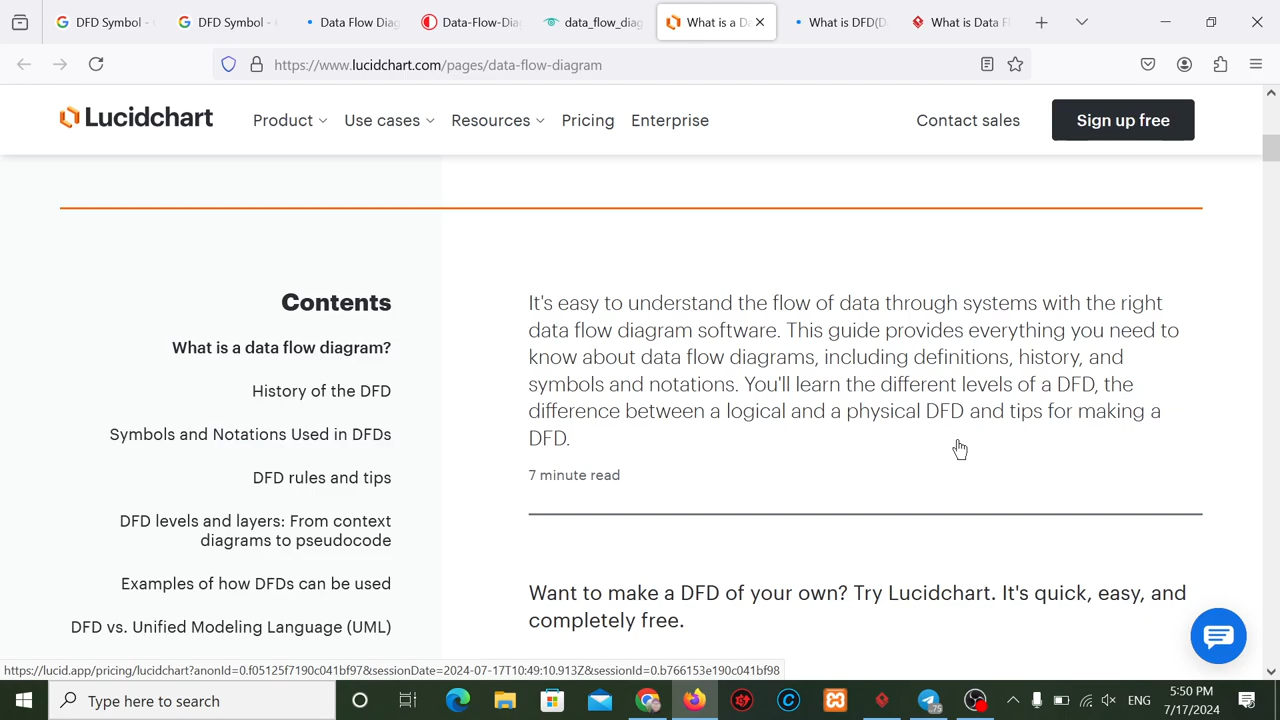 DFD Symbol -
DFD Symbol -
Data Flow Dia
Data-Flow-Dia
data_flow_diag
What is a Da
What is DFD(D
What is Data Fl
https://www.lucidchart.com/pages/data-flow-diagram
Lucidchart
Product
Use cases
Resources
Pricing
Enterprise
Contact sales
Sign up free
Contents
What is a data flow diagram?
History of the DFD
Symbols and Notations Used in DFDs
DFD rules and tips
DFD levels and layers: From context
diagrams to pseudocode
Examples of how DFDs can be used
DFD vs. Unified Modeling Language (UML)
It's easy to understand the flow of data through systems with the right
data flow diagram software. This guide provides everything you need to
know about data flow diagrams, including definitions, history, and
symbols and notations. You'll learn the different levels of a DFD, the
difference between a logical and a physical DFD and tips for making a
DFD.
7 minute read
Want to make a DFD of your own? Try Lucidchart. It's quick, easy, and
completely free.
https://lucid.app/pricing/lucidchart?anonId=0.f05125f7190c041bf97&sessionDate=2024-07-17T10:49:10.913Z&sessionId=0.b766153e190c041bf98
Type here to search
75
ENG
5:50 PM
7/17/2024